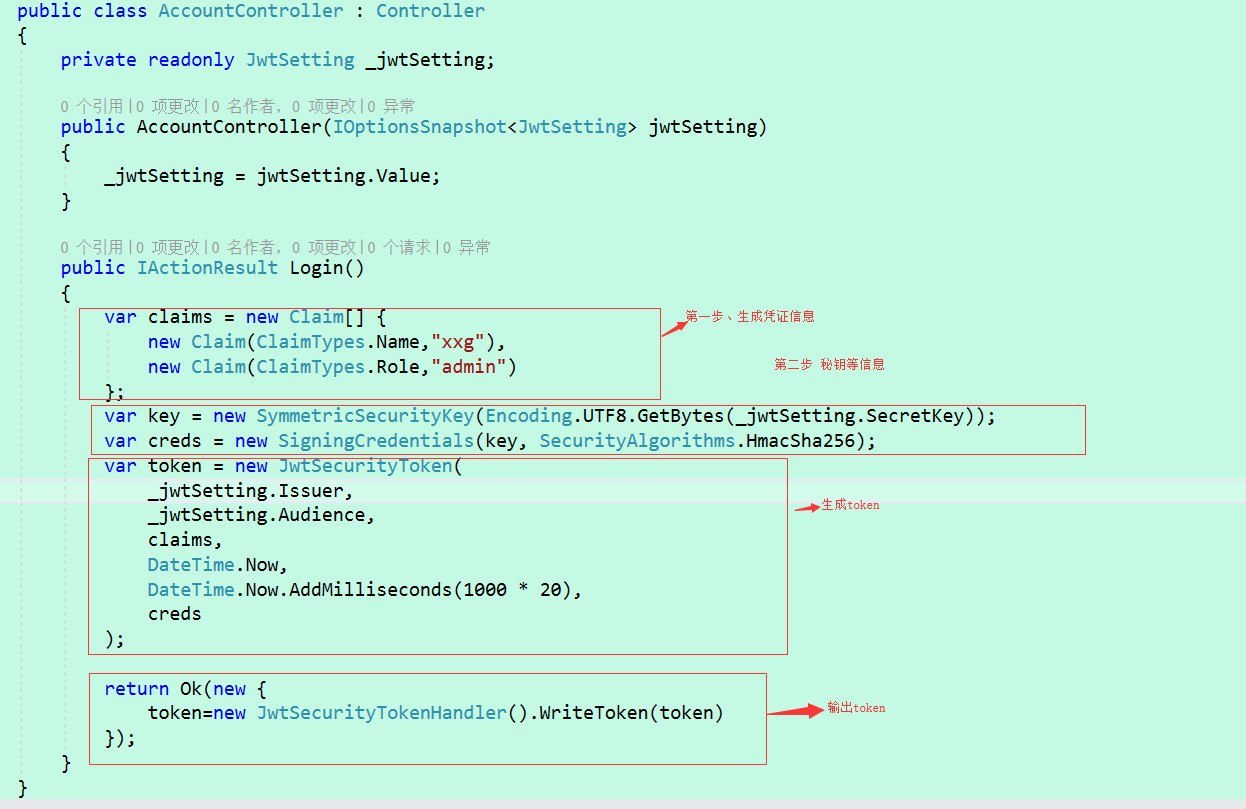 public class AccountController : Controller
{
    private readonly JwtSetting _jwtSetting;
    0 个引用|0 项更改|0 名作者, 0 项更改|0 异常
    public AccountController(IOptionsSnapshot<JwtSetting> jwtSetting)
    {
        _jwtSetting = jwtSetting.Value;
    }
    0 个引用|0 项更改|0 名作者, 0 项更改|0 个请求|0 异常
    public IActionResult Login()
    {
        var claims = new Claim[] { 第一步、生成凭证信息
            new Claim(ClaimTypes.Name,"xxg"),
            new Claim(ClaimTypes.Role,"admin") 第二步 秘钥等信息
        };
        var key = new SymmetricSecurityKey(Encoding.UTF8.GetBytes(_jwtSetting.SecretKey));
        var creds = new SigningCredentials(key, SecurityAlgorithms.HmacSha256);
        var token = new JwtSecurityToken(
            _jwtSetting.Issuer,
            _jwtSetting.Audience, 生成token
            claims,
            DateTime.Now,
            DateTime.Now.AddMilliseconds(1000 * 20),
            creds
        );
        return Ok(new {
            token=new JwtSecurityTokenHandler().WriteToken(token) 输出token
        });
    }
}